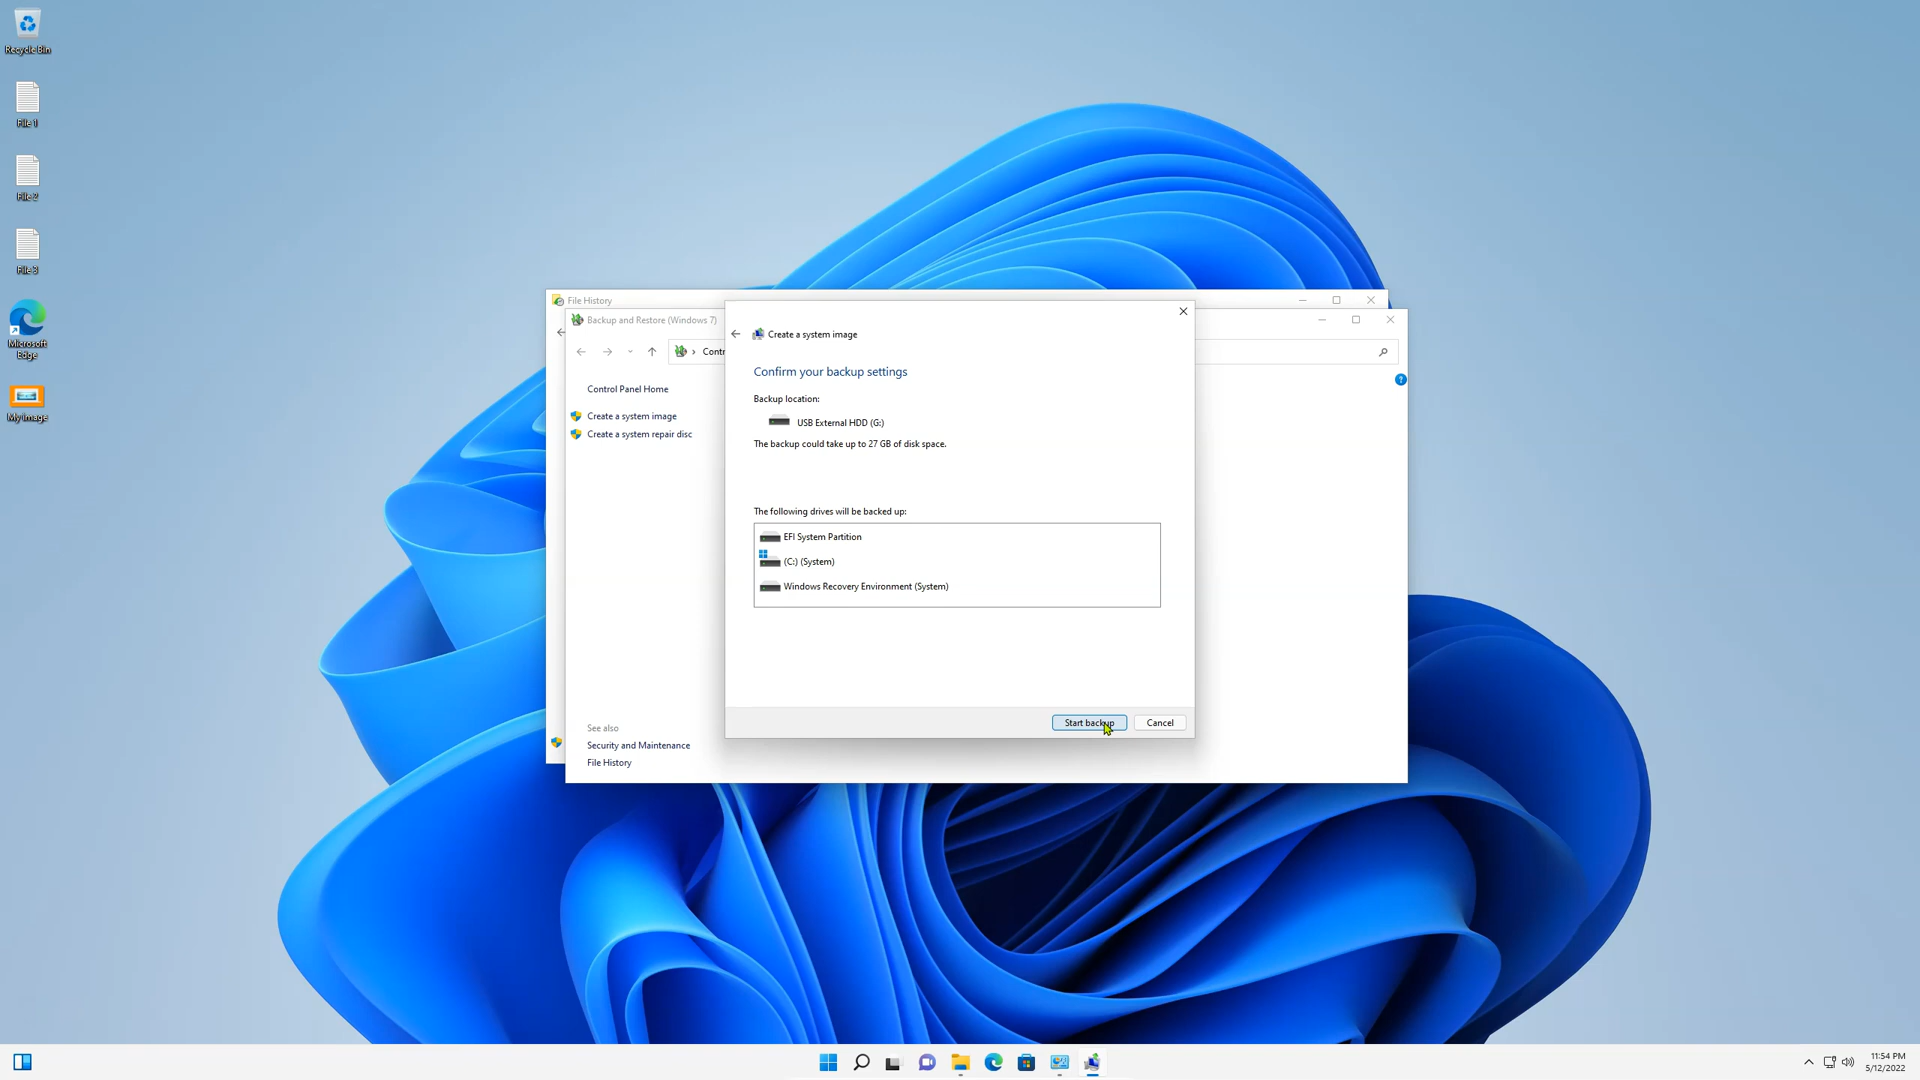 Recycle Bin
File 1
File 2
File 3
Microsoft
Edge
My image
File History
Backup and Restore (Windows 7)
Contr
Control Panel Home
Create a system image
Create a system repair disc
See also
Security and Maintenance
File History
Create a system image
Confirm your backup settings
Backup location:
USB External HDD (G:)
The backup could take up to 27 GB of disk space.
The following drives will be backed up:
EFI System Partition
(C:) (System)
Windows Recovery Environment (System)
Start backup
Cancel
11:54 PM
5/12/2022